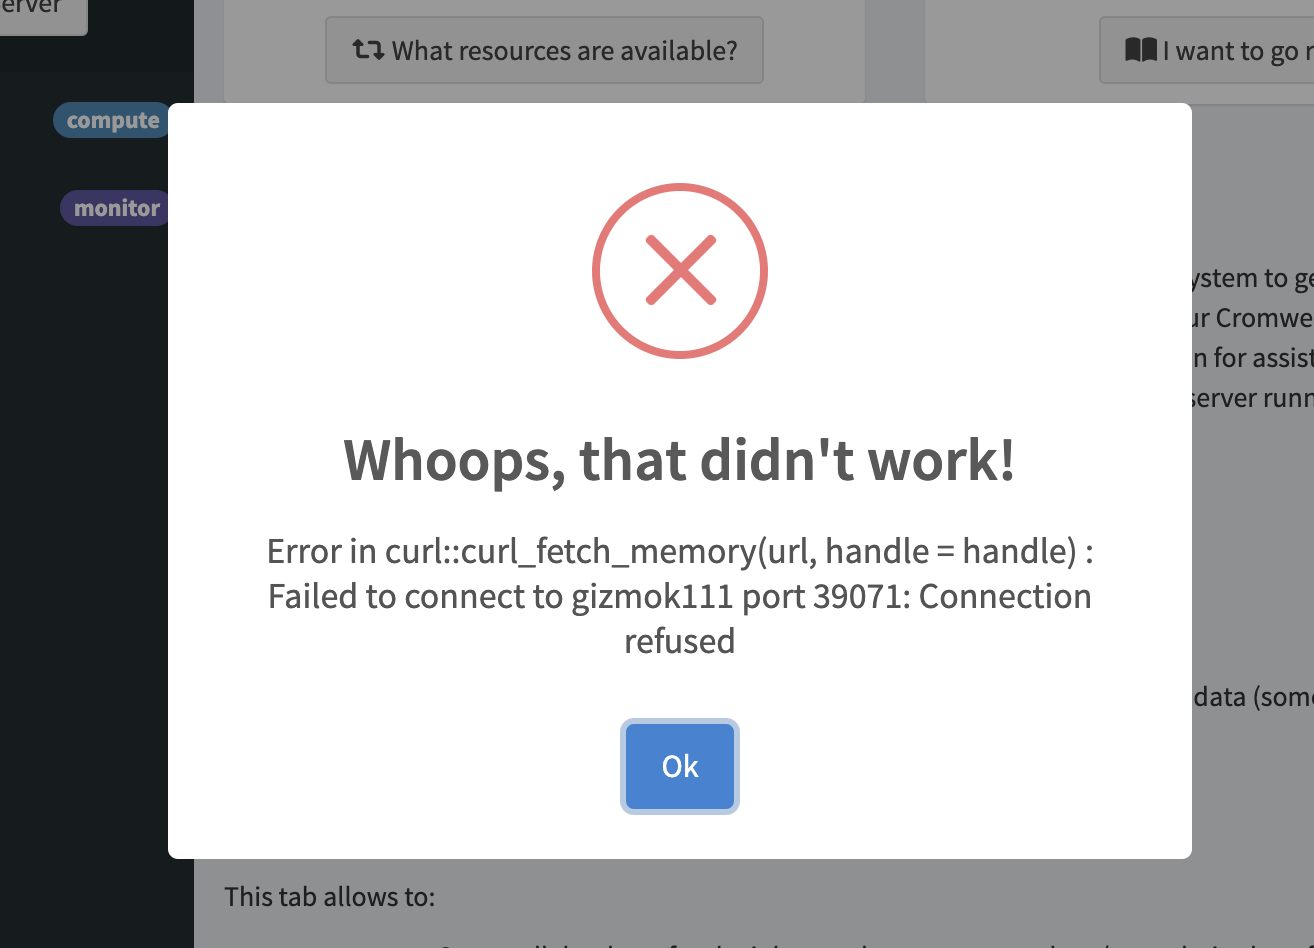 erver
What resources are available?
I want to go
compute
monitor
ystem to ge
ur Cromwe
n for assist
server runn
Whoops, that didn't work!
Error in curl::curl_fetch_memory(url, handle = handle) :
Failed to connect to gizmok111 port 39071: Connection
refused
data (some
Ok
This tab allows to: